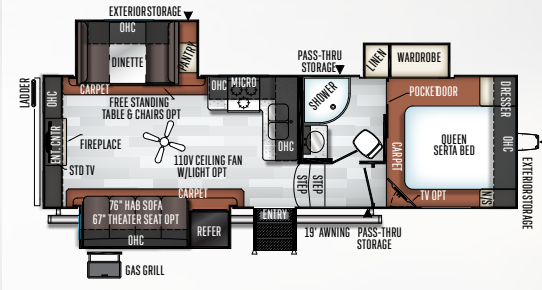 EXTERIOR STORAGE
OHC
DINETTE
PANTRY
CARPET
FREE STANDING
TABLE & CHAIRS OPT
LADDER
OHC
ENT. CNTR
FIREPLACE
STD TV
110V CEILING FAN
W/LIGHT OPT
OHC
MICRO
OHC
PASS-THRU
STORAGE
SHOWER
LINEN
WARDROBE
POCKET DOOR
DRESSER
OHC
QUEEN
SERTA BED
CARPET
N/S
TV OPT
EXTERIOR STORAGE
STEP
STEP
CARPET
76" HAB SOFA
67" THEATER SEAT OPT
OHC
REFER
ENTRY
19' AWNING
PASS-THRU
STORAGE
GAS GRILL